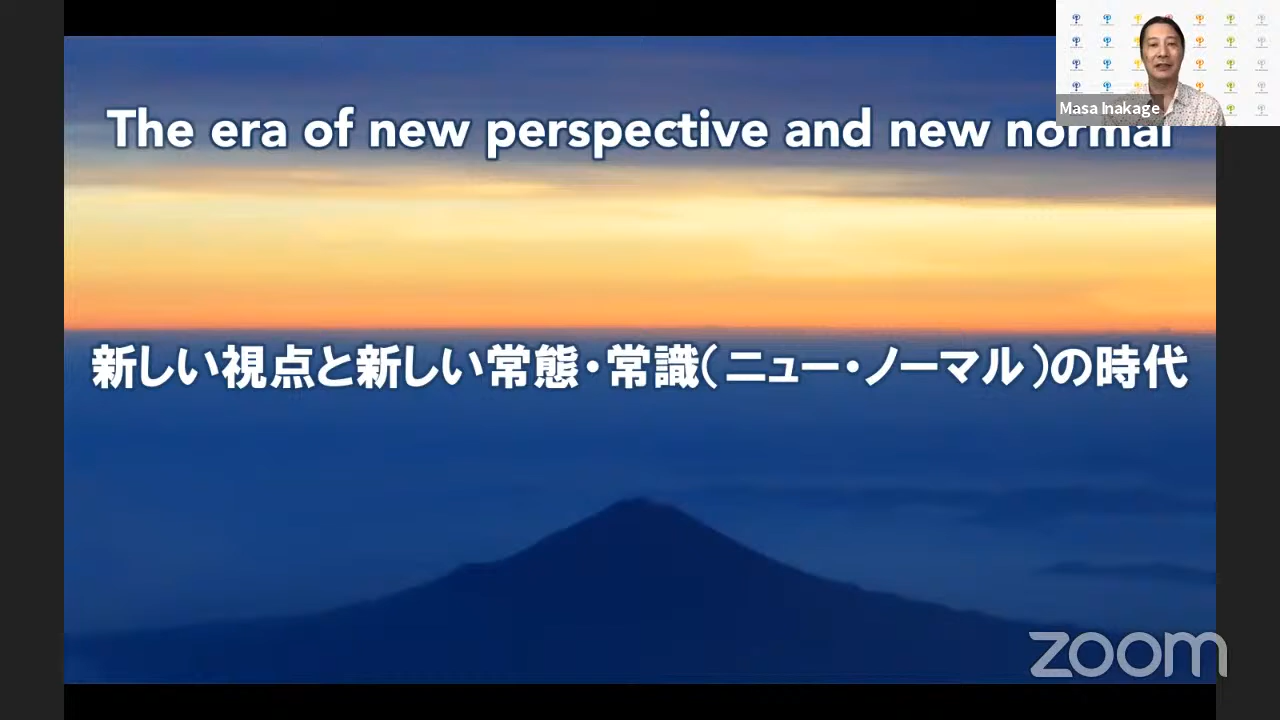 The era of new perspective and new normal
Masa Inakage
新しい視点と新しい常態・常識(ニュー・ノーマル)の時代
zoom